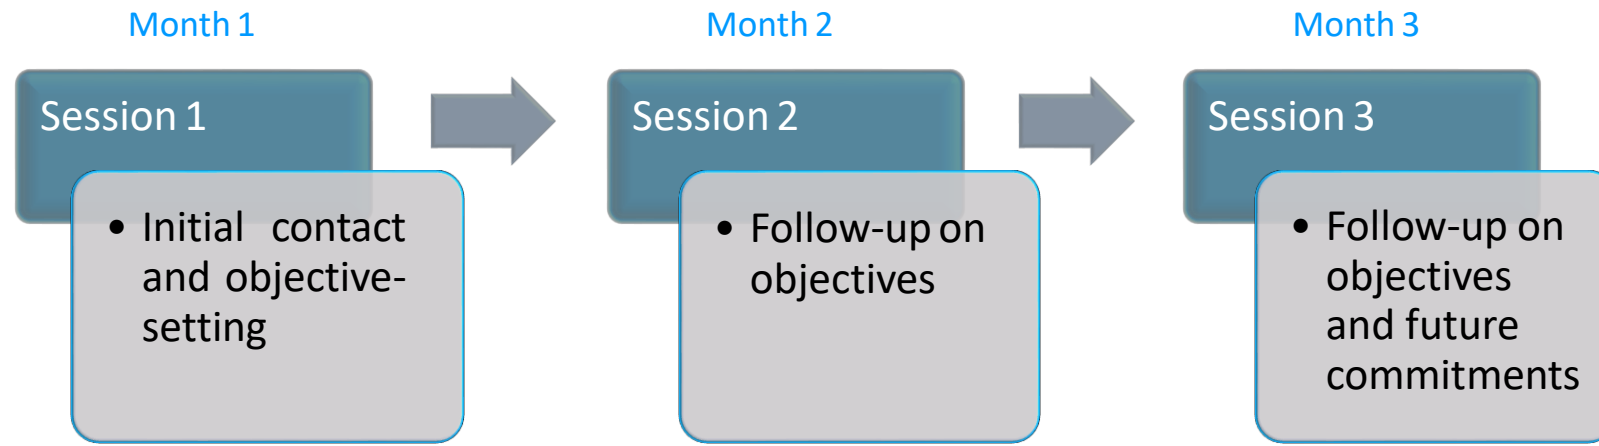 Month 1
Month 2
Month 3
Session 1
Session 2
Session 3
• Initial contact
and objective-
setting
• Follow-up on
objectives
• Follow-up on
objectives
and future
commitments